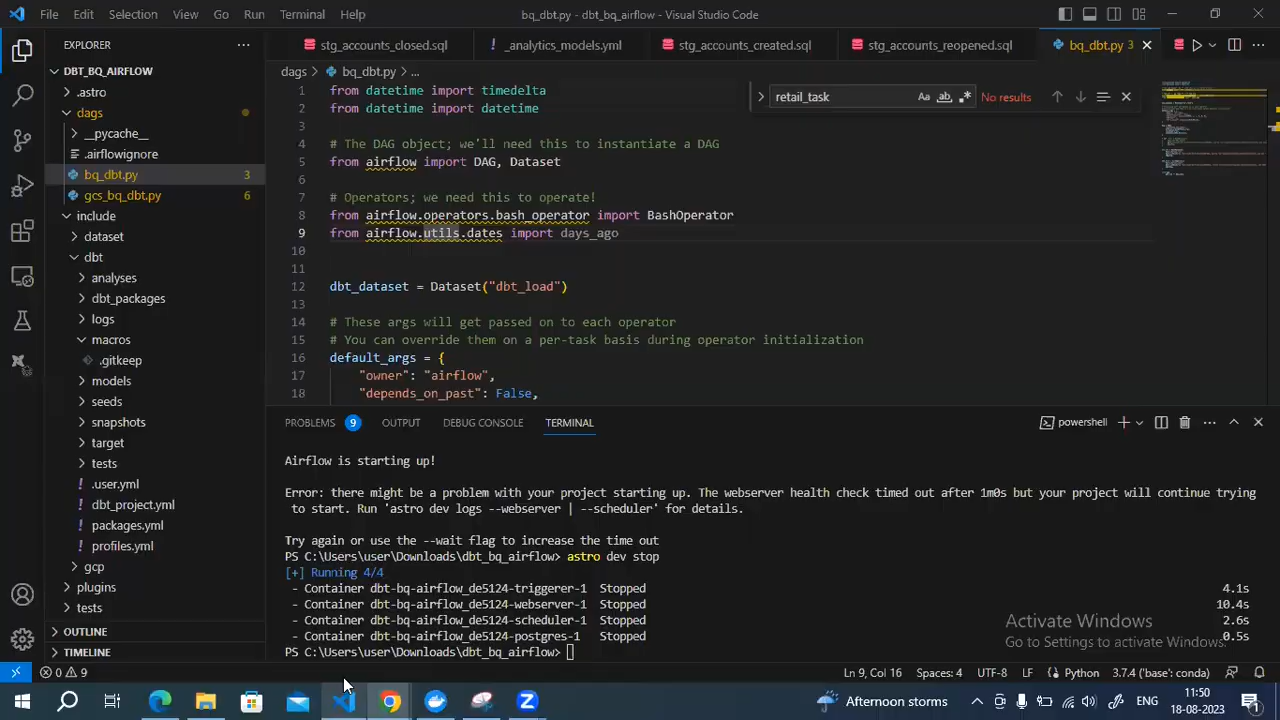 File Edit Selection View Go Run Terminal Help bq_dbt.py - dbt_bq_airflow - Visual Studio Code
EXPLORER
stg_accounts_closed.sql _analytics_models.yml stg_accounts_created.sql stg_accounts_reopened.sql bq_dbt.py 3
DBT_BQ_AIRFLOW
.astro
dags
__pycache__
.airflowignore
bq_dbt.py 3
gcs_bq_dbt.py 6
include
dataset
dbt
analyses
dbt_packages
logs
macros
.gitkeep
models
seeds
snapshots
target
tests
.user.yml
dbt_project.yml
packages.yml
profiles.yml
gcp
plugins
tests
OUTLINE
TIMELINE
dags > bq_dbt.py > ...
retail_task Aa ab No results
1 from datetime import timedelta
2 from datetime import datetime
3
4 # The DAG object; we'll need this to instantiate a DAG
5 from airflow import DAG, Dataset
6
7 # Operators; we need this to operate!
8 from airflow.operators.bash_operator import BashOperator
9 from airflow.utils.dates import days_ago
10
11
12 dbt_dataset = Dataset("dbt_load")
13
14 # These args will get passed on to each operator
15 # You can override them on a per-task basis during operator initialization
16 default_args = {
17 "owner": "airflow",
18 "depends_on_past": False,
PROBLEMS 9 OUTPUT DEBUG CONSOLE TERMINAL powershell
Airflow is starting up!
Error: there might be a problem with your project starting up. The webserver health check timed out after 1m0s but your project will continue trying
to start. Run 'astro dev logs --webserver | --scheduler' for details.
Try again or use the --wait flag to increase the time out
PS C:\Users\user\Downloads\dbt_bq_airflow> astro dev stop
[+] Running 4/4
- Container dbt-bq-airflow_de5124-triggerer-1 Stopped 4.1s
- Container dbt-bq-airflow_de5124-webserver-1 Stopped 10.4s
- Container dbt-bq-airflow_de5124-scheduler-1 Stopped 2.6s
- Container dbt-bq-airflow_de5124-postgres-1 Stopped 0.5s
PS C:\Users\user\Downloads\dbt_bq_airflow>
Activate Windows
Go to Settings to activate Windows.
0 9 Ln 9, Col 16 Spaces: 4 UTF-8 LF Python 3.7.4 ('base': conda)
Afternoon storms ENG 11:50
18-08-2023 1